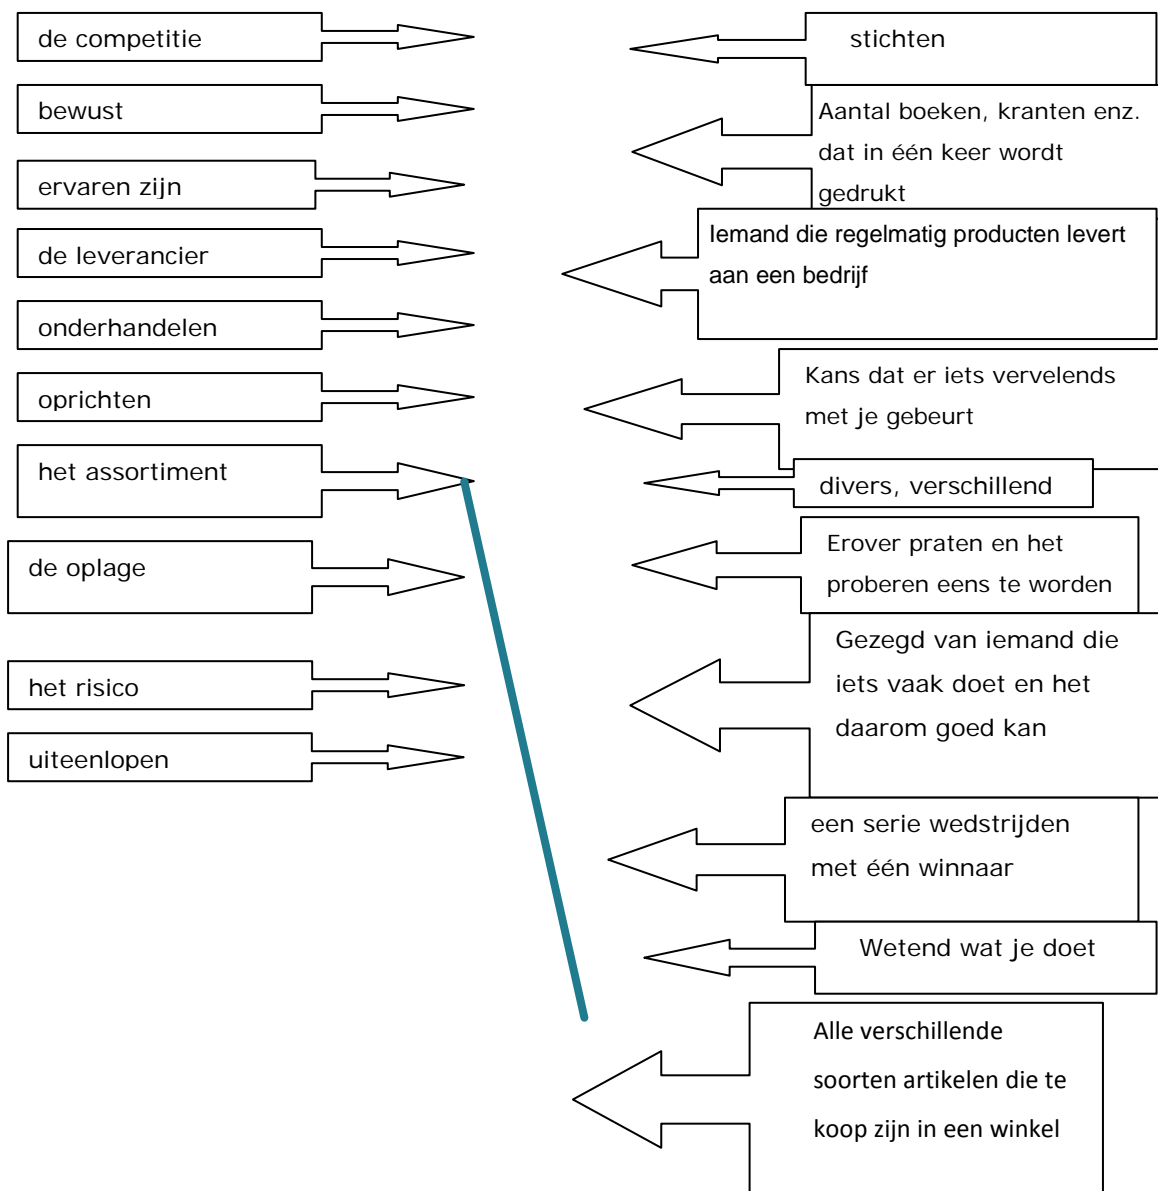 de competitie
bewust
ervaren zijn
de leverancier
onderhandelen
oprichten
het assortiment
de oplage
het risico
uiteenlopen
stichten
Aantal boeken, kranten enz.
dat in één keer wordt
gedrukt
Iemand die regelmatig producten levert
aan een bedrijf
Kans dat er iets vervelends
met je gebeurt
divers, verschillend
Erover praten en het
proberen eens te worden
Gezegd van iemand die
iets vaak doet en het
daarom goed kan
een serie wedstrijden
met één winnaar
Wetend wat je doet
Alle verschillende
soorten artikelen die te
koop zijn in een winkel